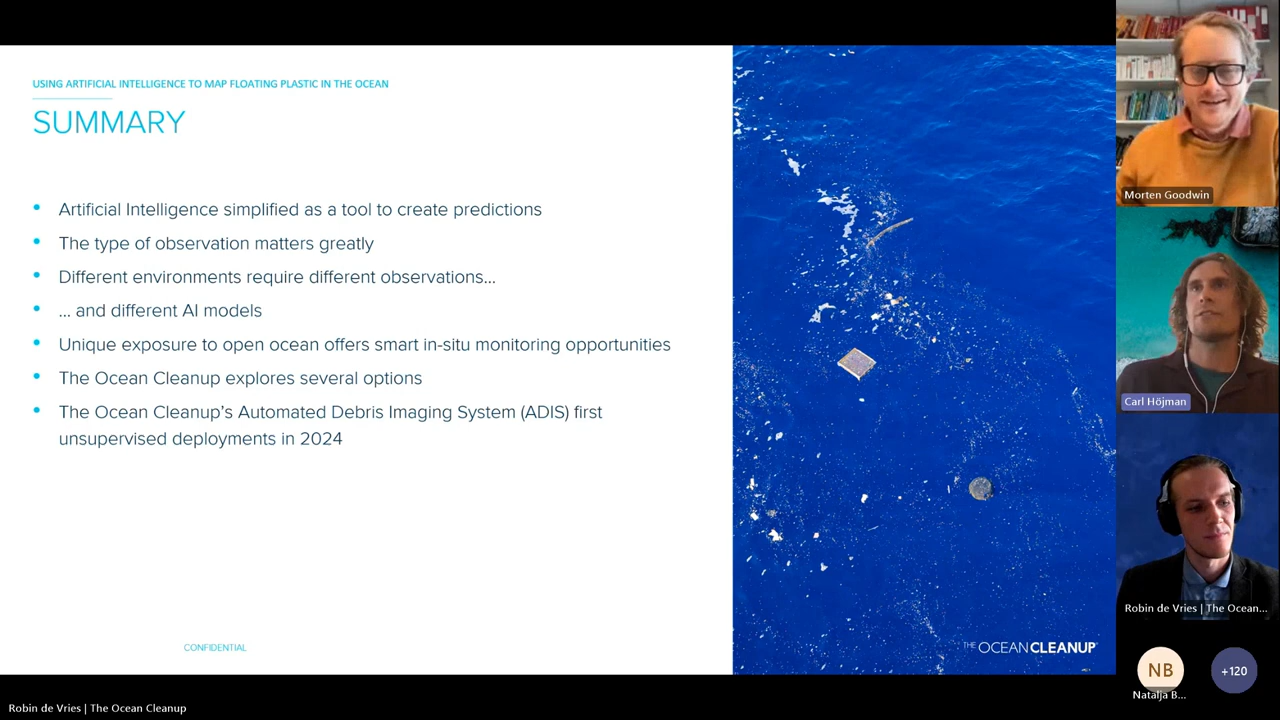 USING ARTIFICIAL INTELLIGENCE TO MAP FLOATING PLASTIC IN THE OCEAN
SUMMARY
• Artificial Intelligence simplified as a tool to create predictions
• The type of observation matters greatly
• Different environments require different observations...
• ... and different AI models
• Unique exposure to open ocean offers smart in-situ monitoring opportunities
• The Ocean Cleanup explores several options
• The Ocean Cleanup’s Automated Debris Imaging System (ADIS) first
unsupervised deployments in 2024
CONFIDENTIAL
THE OCEANCLEANUP
Robin de Vries | The Ocean Cleanup
Morten Goodwin
Carl Höjman
Robin de Vries | The Ocean...
NB
Natalja B...
+120